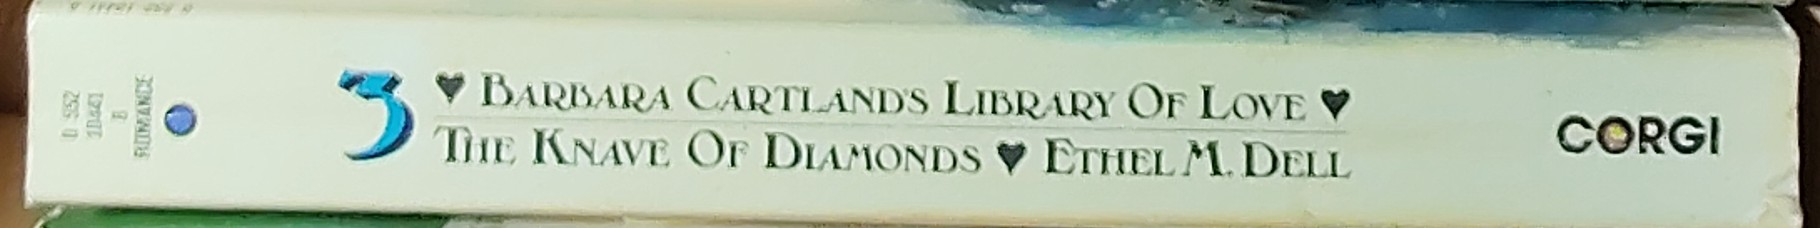 0 552
10441
8
ROMANCE
3
♥ BARBARA CARTLAND'S LIBRARY OF LOVE ♥
THE KNAVE OF DIAMONDS ♥ ETHEL M. DELL
CORGI